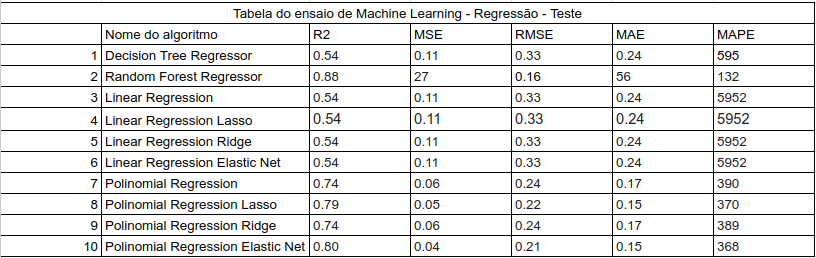 Tabela do ensaio de Machine Learning - Regressão - Teste
Nome do algoritmo R2 MSE RMSE MAE MAPE
1 Decision Tree Regressor 0.54 0.11 0.33 0.24 595
2 Random Forest Regressor 0.88 27 0.16 56 132
3 Linear Regression 0.54 0.11 0.33 0.24 5952
4 Linear Regression Lasso 0.54 0.11 0.33 0.24 5952
5 Linear Regression Ridge 0.54 0.11 0.33 0.24 5952
6 Linear Regression Elastic Net 0.54 0.11 0.33 0.24 5952
7 Polinomial Regression 0.74 0.06 0.24 0.17 390
8 Polinomial Regression Lasso 0.79 0.05 0.22 0.15 370
9 Polinomial Regression Ridge 0.74 0.06 0.24 0.17 389
10 Polinomial Regression Elastic Net 0.80 0.04 0.21 0.15 368